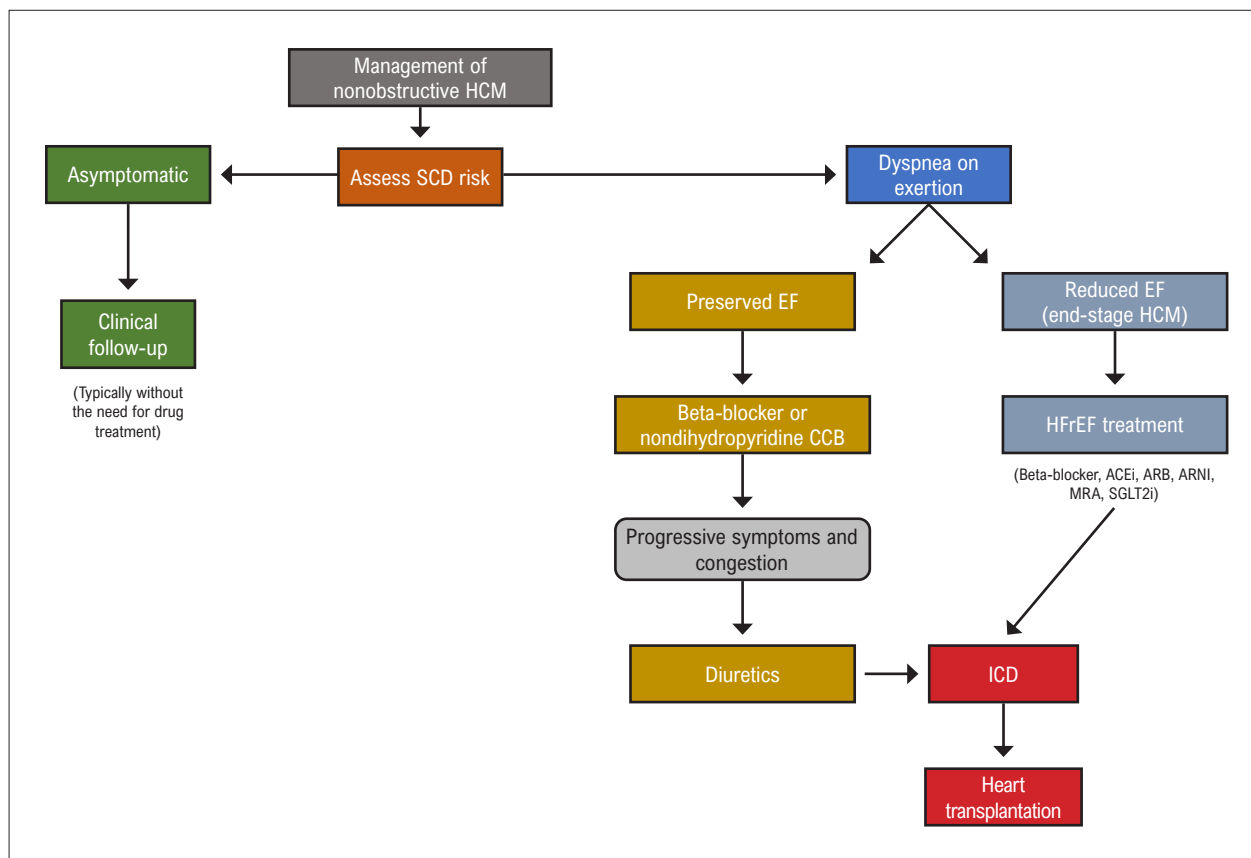 Management of
nonobstructive HCM
Asymptomatic
Assess SCD risk
Dyspnea on
exertion
Clinical
follow-up
(Typically without
the need for drug
treatment)
Preserved EF
Reduced EF
(end-stage HCM)
Beta-blocker or
nondihydropyridine CCB
HFrEF treatment
(Beta-blocker, ACEi, ARB, ARNI,
MRA, SGLT2i)
Progressive symptoms and
congestion
Diuretics
ICD
Heart
transplantation